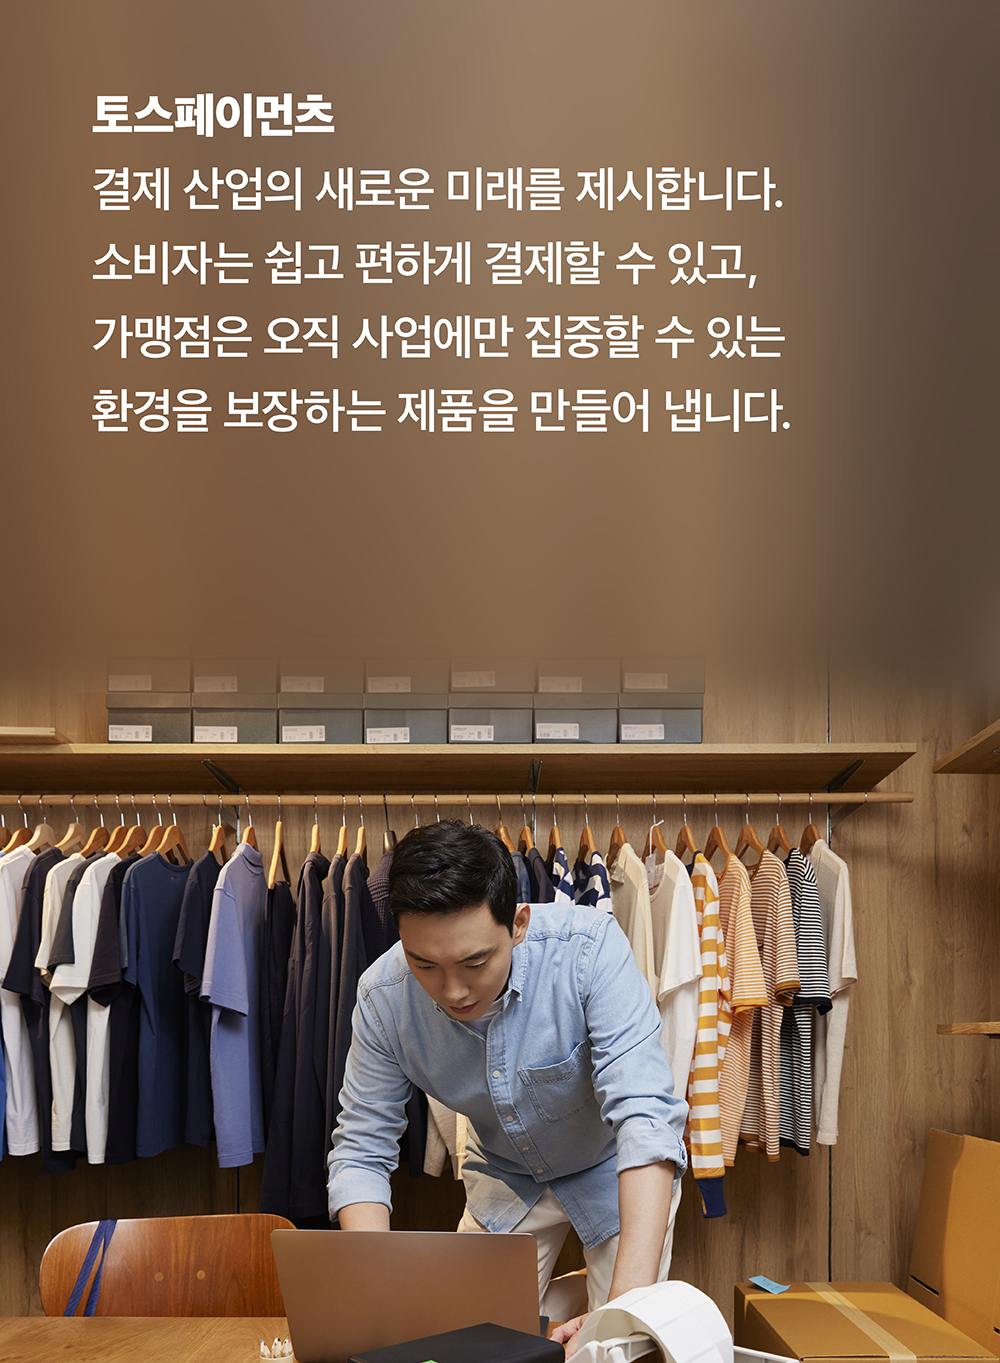 토스페이먼츠
결제 산업의 새로운 미래를 제시합니다.
소비자는 쉽고 편하게 결제할 수 있고,
가맹점은 오직 사업에만 집중할 수 있는
환경을 보장하는 제품을 만들어 냅니다.